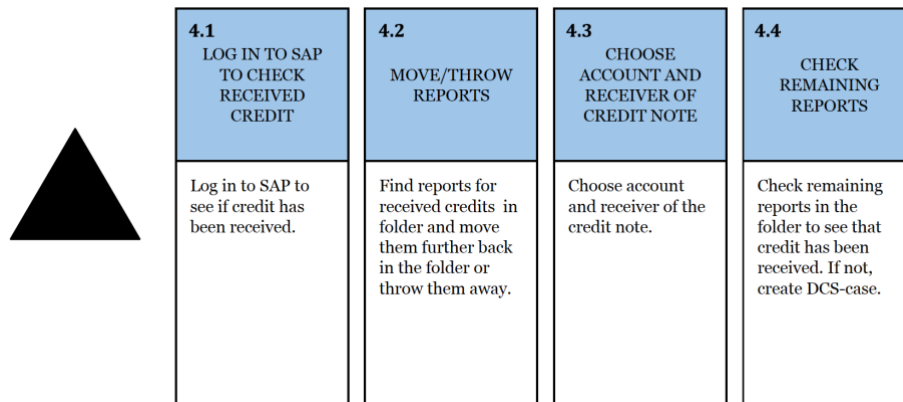 4.1
LOG IN TO SAP
TO CHECK
RECEIVED
CREDIT
Log in to SAP to
see if credit has
been received.
4.2
MOVE/THROW
REPORTS
Find reports for
received credits in
folder and move
them further back
in the folder or
throw them away.
4.3
CHOOSE
ACCOUNT AND
RECEIVER OF
CREDIT NOTE
Choose account
and receiver of the
credit note.
4.4
CHECK
REMAINING
REPORTS
Check remaining
reports in the
folder to see that
credit has been
received. If not,
create DCS-case.